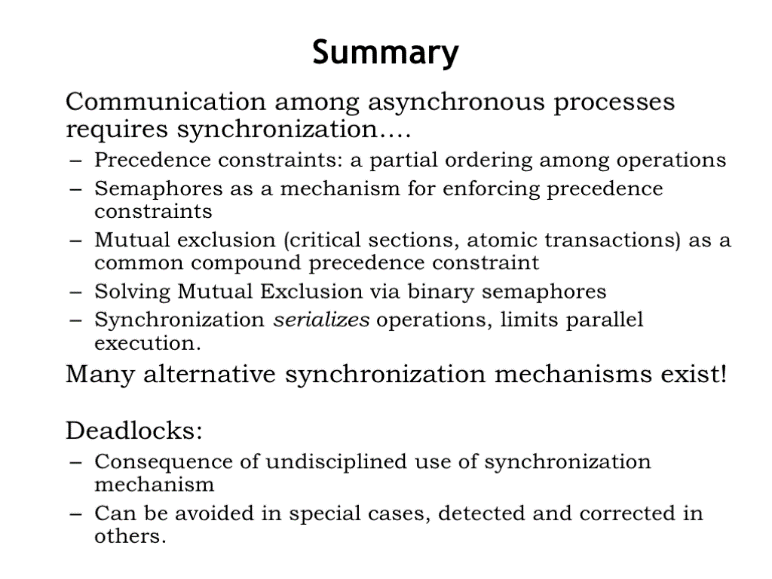 Summary
Communication among asynchronous processes
requires synchronization….
– Precedence constraints: a partial ordering among operations
– Semaphores as a mechanism for enforcing precedence
constraints
– Mutual exclusion (critical sections, atomic transactions) as a
common compound precedence constraint
– Solving Mutual Exclusion via binary semaphores
– Synchronization serializes operations, limits parallel
execution.
Many alternative synchronization mechanisms exist!
Deadlocks:
– Consequence of undisciplined use of synchronization
mechanism
– Can be avoided in special cases, detected and corrected in
others.